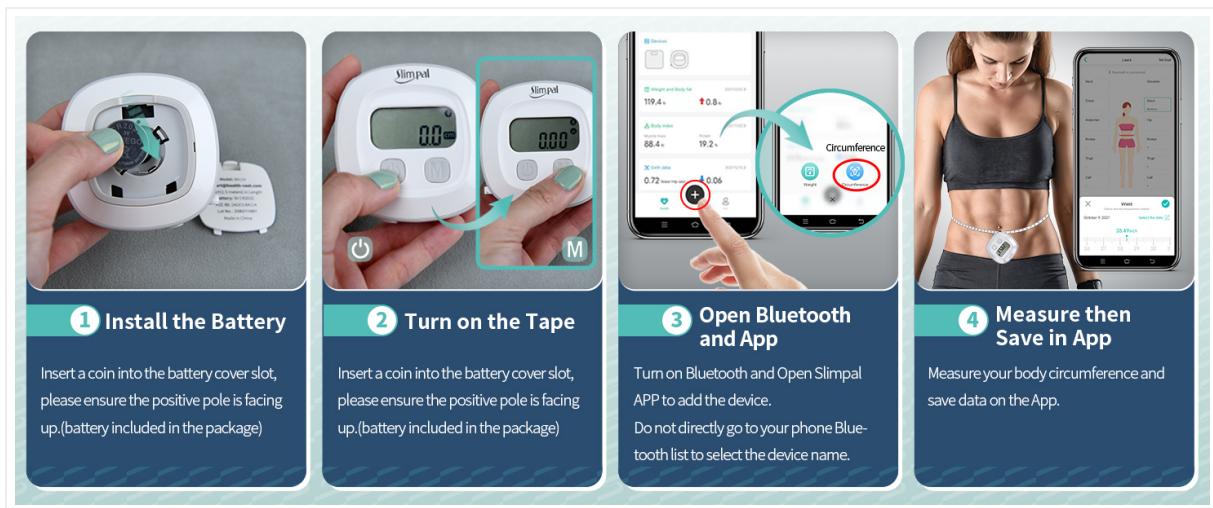 Slimpal
0.0 cm
Slimpal
0.00
M
Devices
Weight and Body fat
119.4
0.8
Body index
88.4
19.2
Girth data
0.72
0.06
Circumference
Weight
Circumference
Waist
October 9 2021
28.49inch
1 Install the Battery
Insert a coin into the battery cover slot,
please ensure the positive pole is facing
up.(battery included in the package)
2 Turn on the Tape
Insert a coin into the battery cover slot,
please ensure the positive pole is facing
up.(battery included in the package)
3 Open Bluetooth
and App
Turn on Bluetooth and Open Slimpal
APP to add the device.
Do not directly go to your phone Blue-
tooth list to select the device name.
4 Measure then
Save in App
Measure your body circumference and
save data on the App.